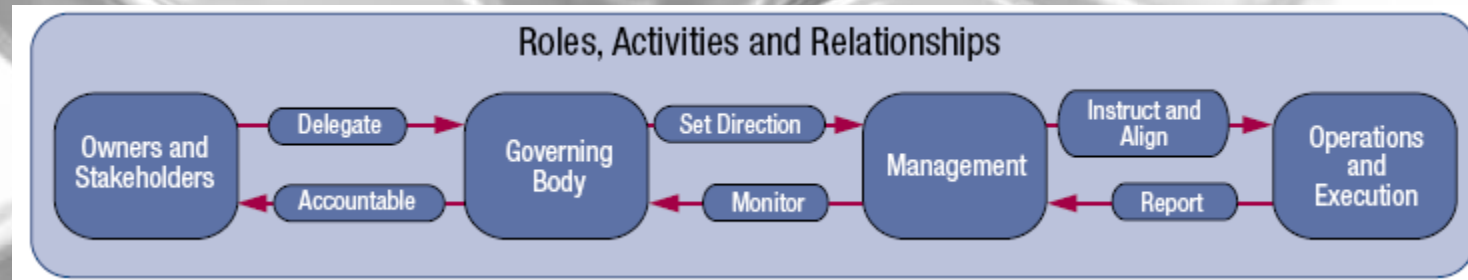 Roles, Activities and Relationships
Owners and
Stakeholders
Delegate
Accountable
Governing
Body
Set Direction
Monitor
Management
Instruct and
Align
Report
Operations
and
Execution